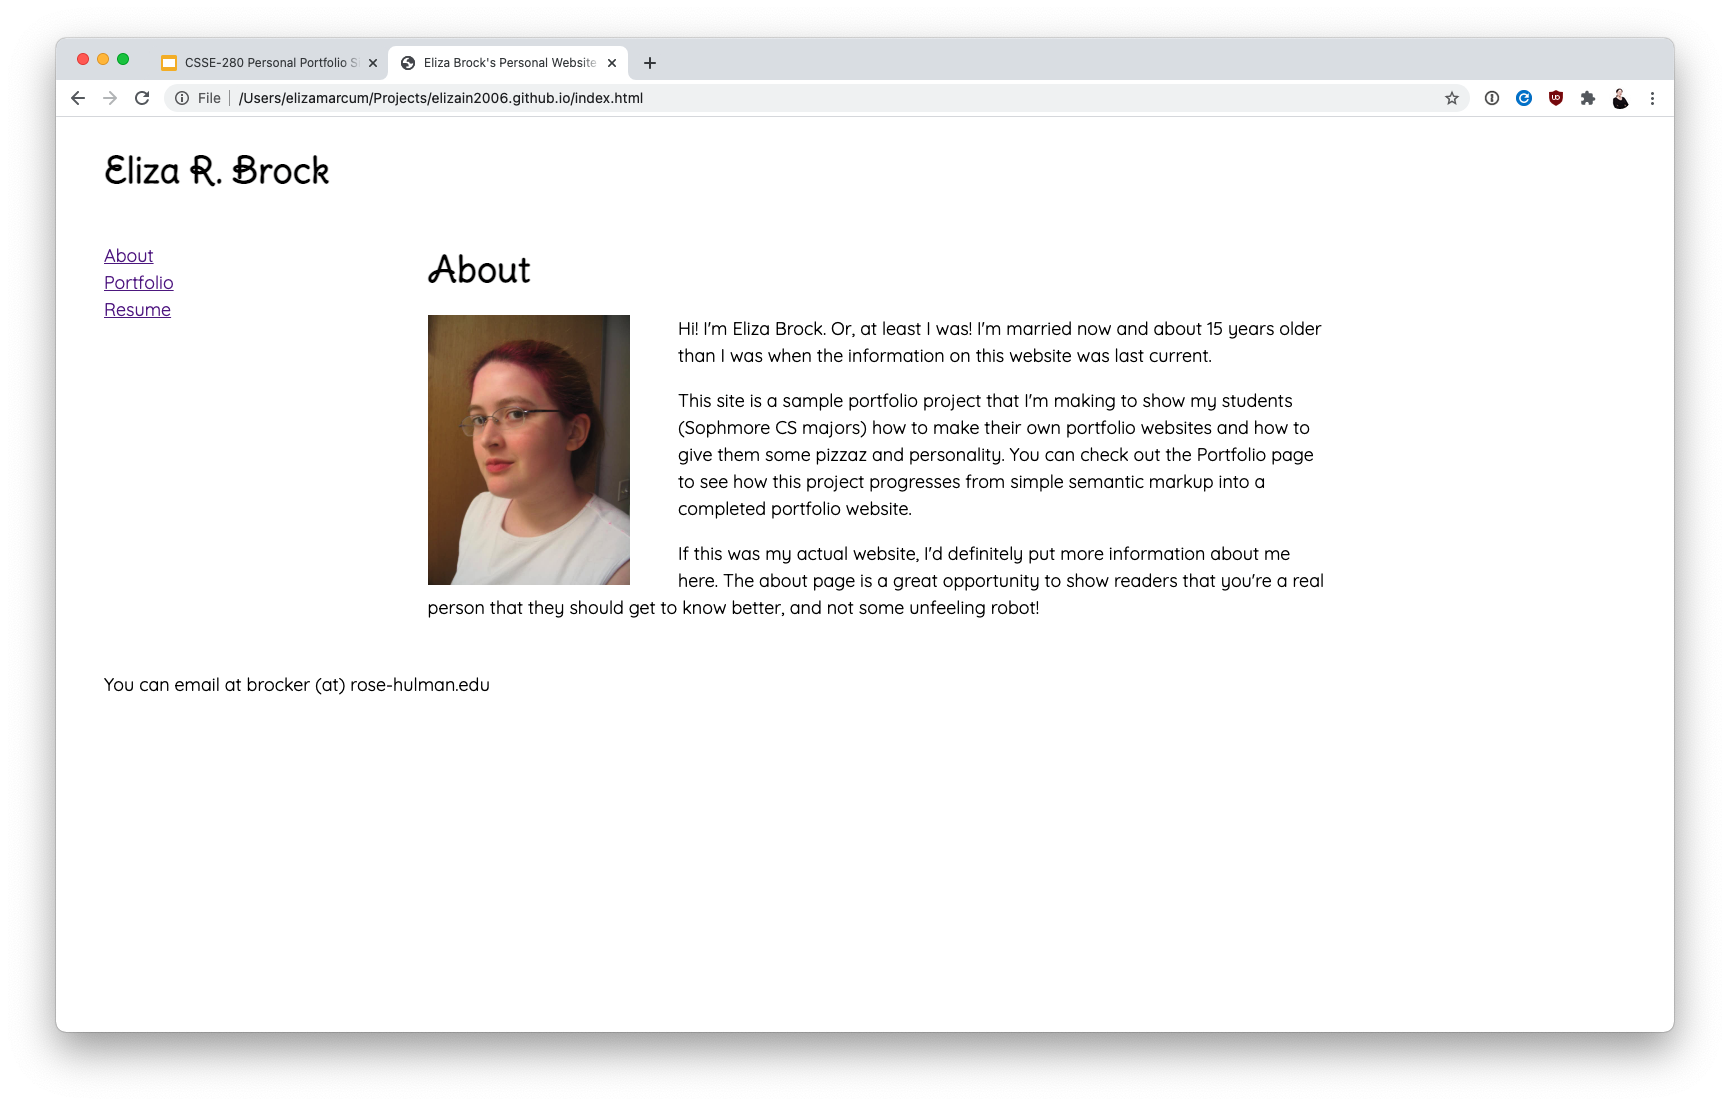 CSSE-280 Personal Portfolio S
Eliza Brock's Personal Website
File
/Users/elizamarcum/Projects/elizain2006.github.io/index.html
Eliza R. Brock
About
Portfolio
Resume
About
Hi! I'm Eliza Brock. Or, at least I was! I'm married now and about 15 years older
than I was when the information on this website was last current.
This site is a sample portfolio project that I'm making to show my students
(Sophmore CS majors) how to make their own portfolio websites and how to
give them some pizzaz and personality. You can check out the Portfolio page
to see how this project progresses from simple semantic markup into a
completed portfolio website.
If this was my actual website, I'd definitely put more information about me
here. The about page is a great opportunity to show readers that you're a real
person that they should get to know better, and not some unfeeling robot!
You can email at brocker (at) rose-hulman.edu